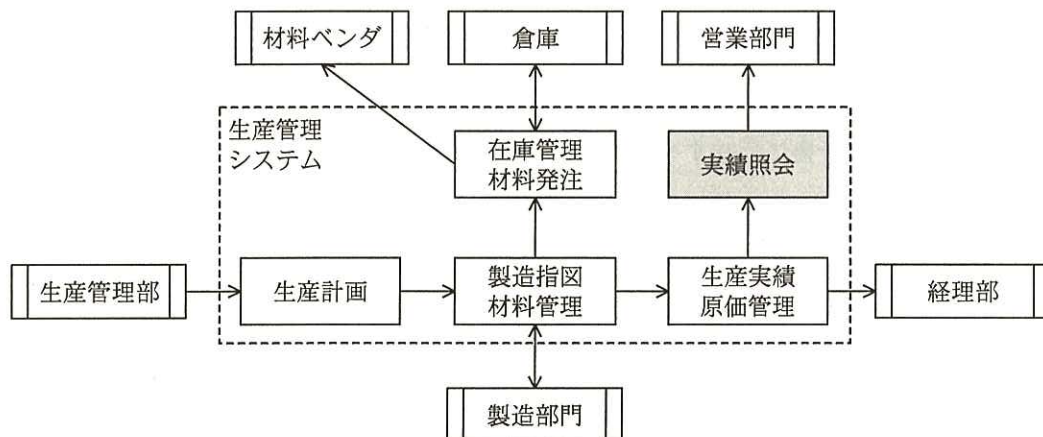 材料ベンダ
倉庫
営業部門
生産管理
システム
在庫管理
材料発注
実績照会
生産管理部
生産計画
製造指図
材料管理
生産実績
原価管理
経理部
製造部門